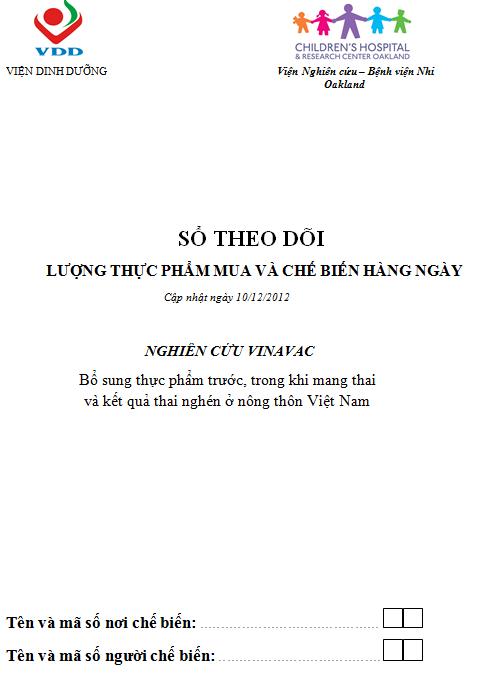 VDD
VIỆN DINH DƯỠNG
CHILDREN'S HOSPITAL
& RESEARCH CENTER OAKLAND
Viện Nghiên cứu – Bệnh viện Nhi
Oakland
SỔ THEO DÕI
LƯỢNG THỰC PHẨM MUA VÀ CHẾ BIẾN HÀNG NGÀY
Cập nhật ngày 10/12/2012
NGHIÊN CỨU VINAVAC
Bổ sung thực phẩm trước, trong khi mang thai
và kết quả thai nghén ở nông thôn Việt Nam
Tên và mã số nơi chế biến: ........................................
Tên và mã số người chế biến: ....................................